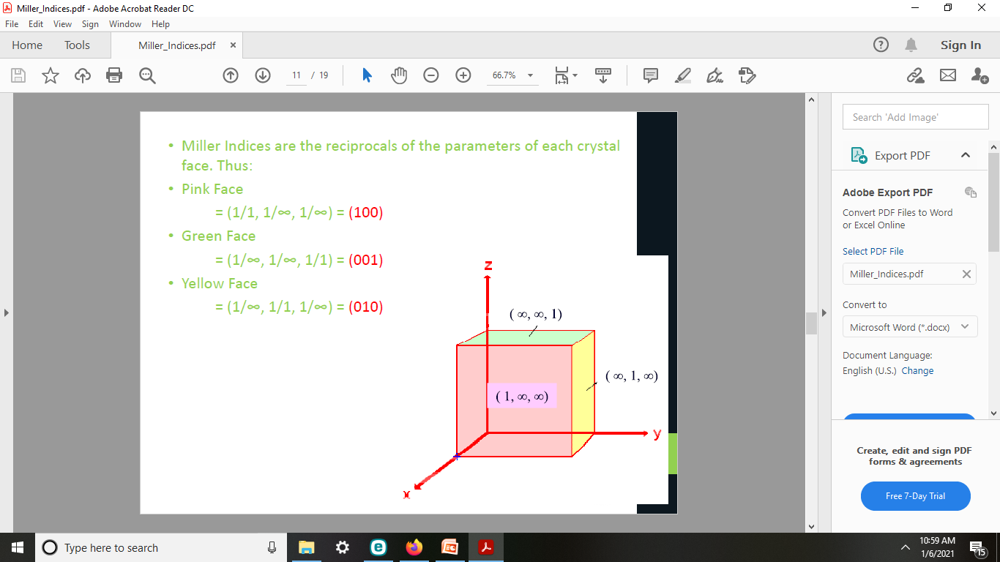 Miller_Indices.pdf - Adobe Acrobat Reader DC
File Edit View Sign Window Help
Home Tools Miller_Indices.pdf × ? Sign In
11 / 19 66.7%
• Miller Indices are the reciprocals of the parameters of each crystal
face. Thus:
• Pink Face
= (1/1, 1/∞, 1/∞) = (100)
• Green Face
= (1/∞, 1/∞, 1/1) = (001)
• Yellow Face
= (1/∞, 1/1, 1/∞) = (010)
z
( ∞, ∞, 1)
( ∞, 1, ∞)
( 1, ∞, ∞)
y
x
Search 'Add Image'
Export PDF
Adobe Export PDF
Convert PDF Files to Word
or Excel Online
Select PDF File
Miller_Indices.pdf
Convert to
Microsoft Word (*.docx)
Document Language:
English (U.S.) Change
Create, edit and sign PDF
forms & agreements
Free 7-Day Trial
Type here to search
10:59 AM
1/6/2021
15